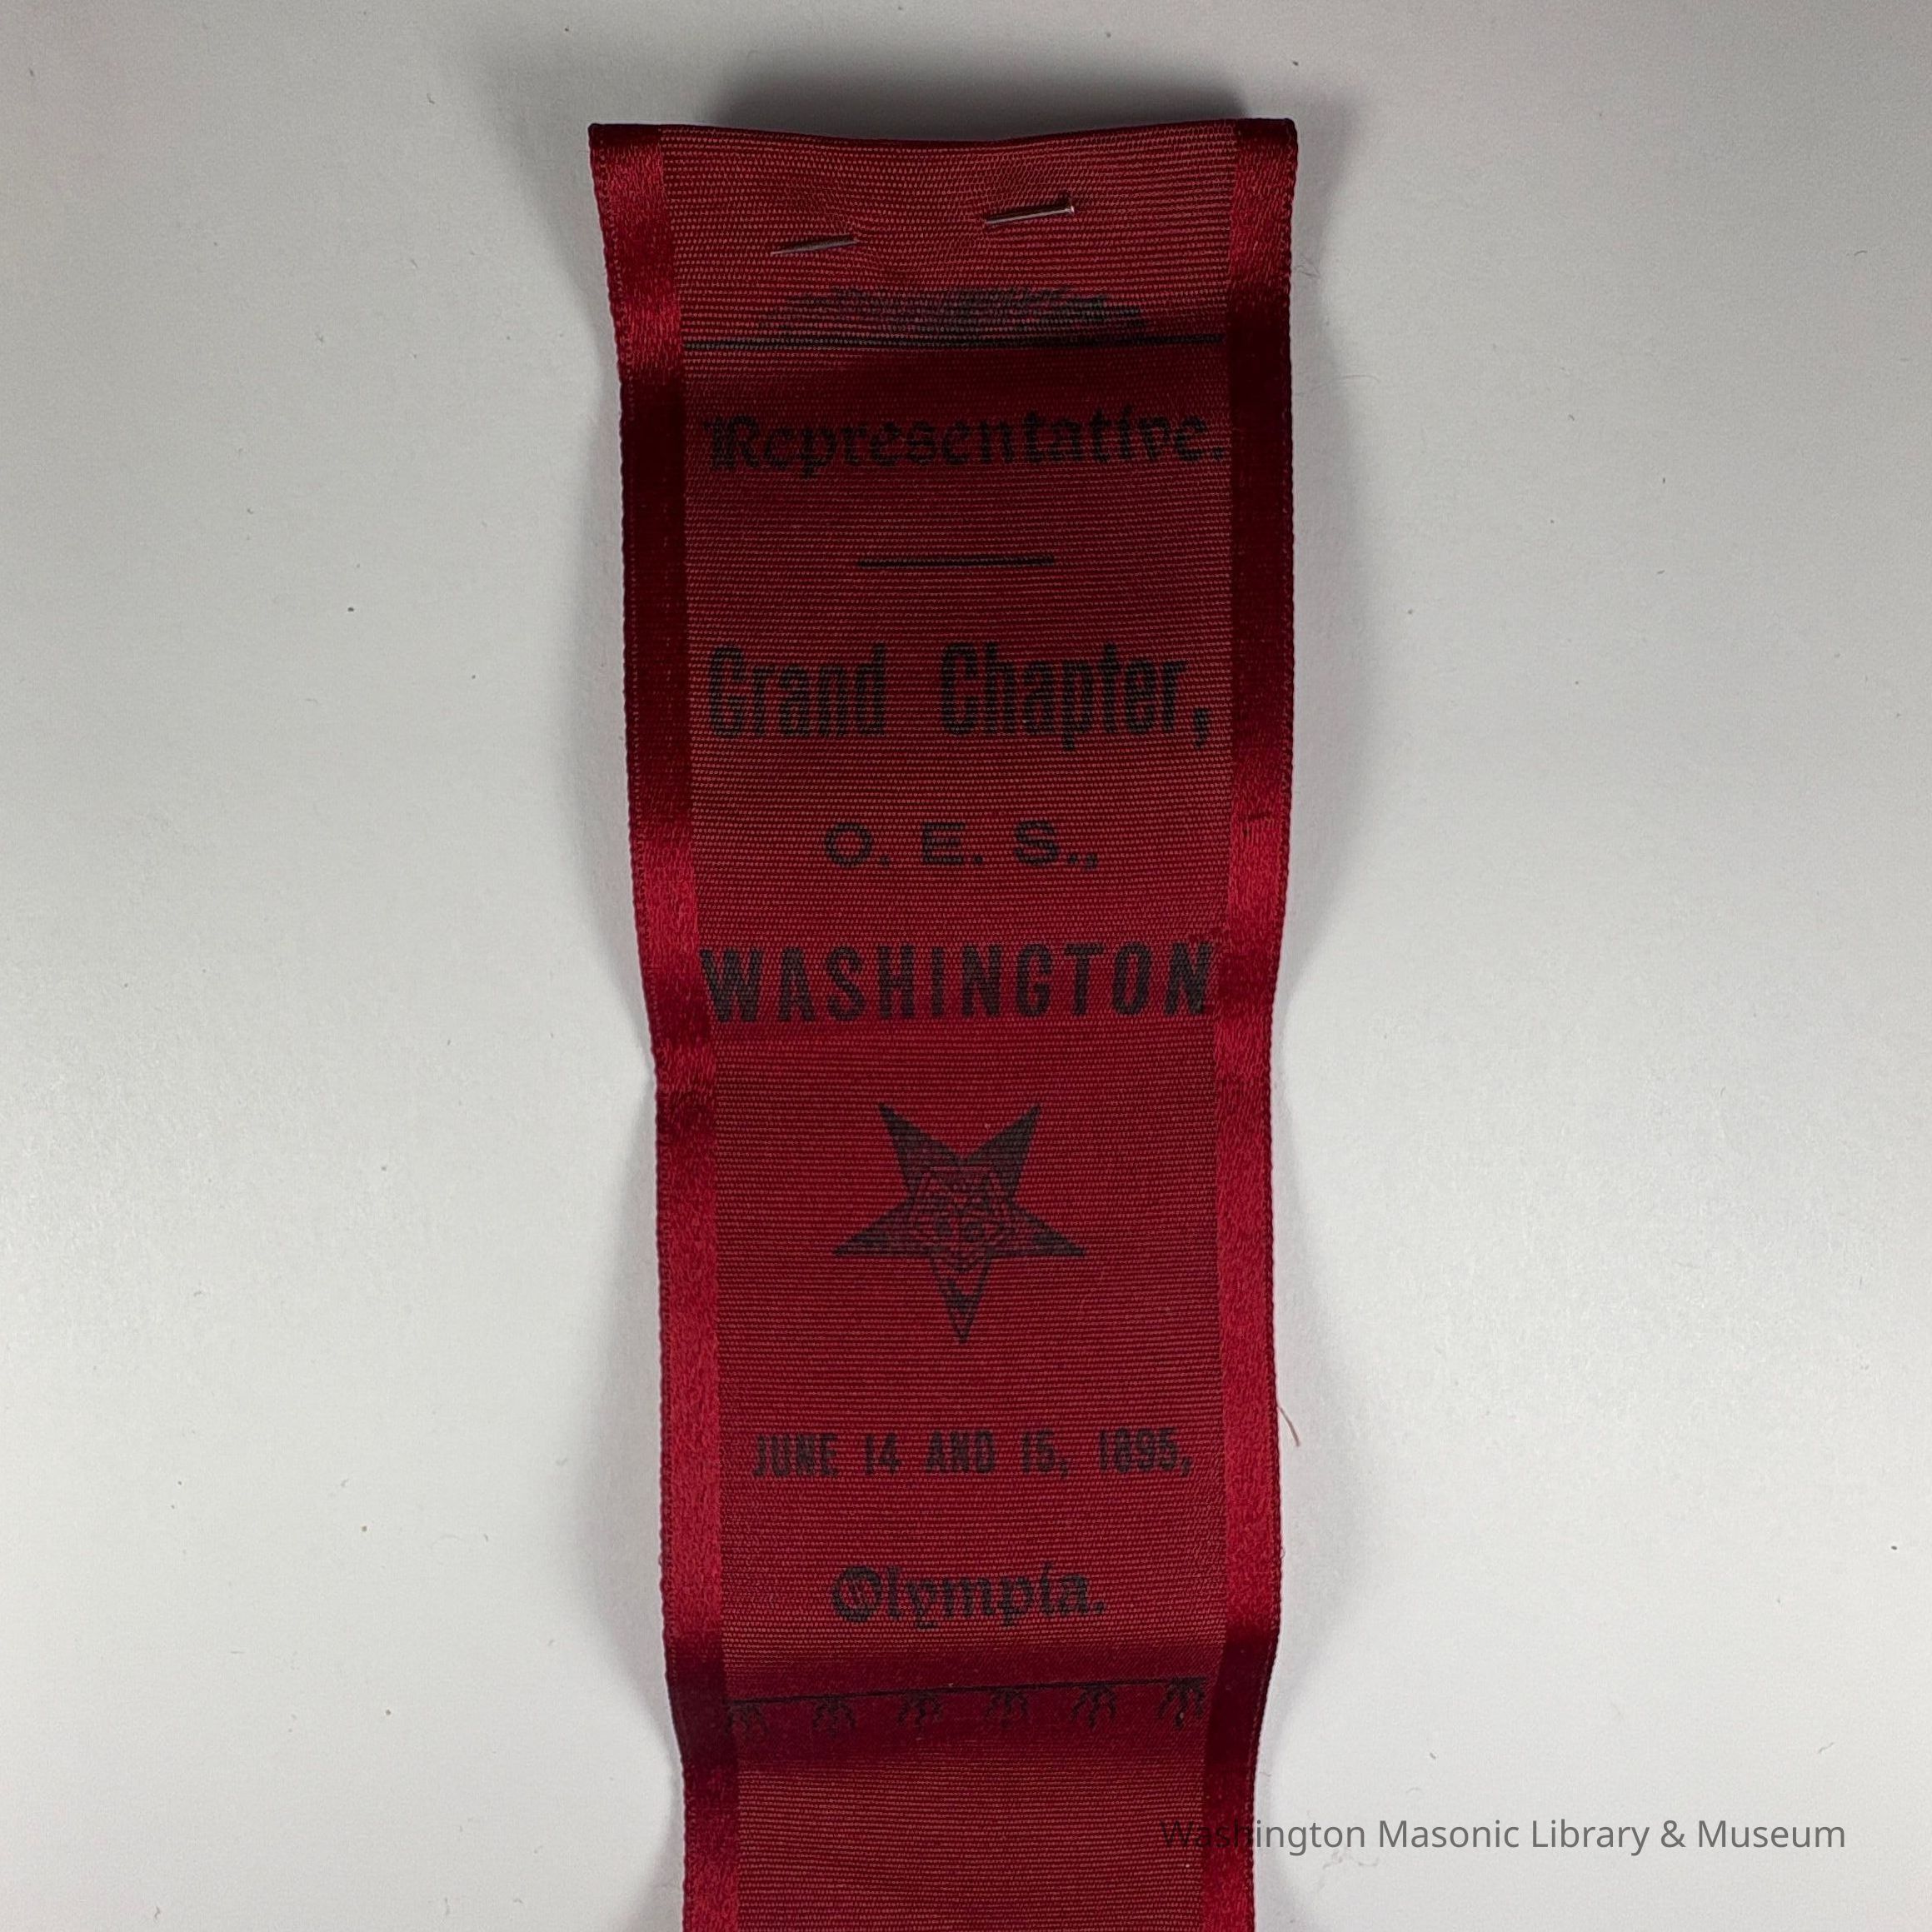 Representative.
Grand Chapter,
O. E. S.,
WASHINGTON
JUNE 14 AND 15, 1895,
Olympia.
Washington Masonic Library & Museum